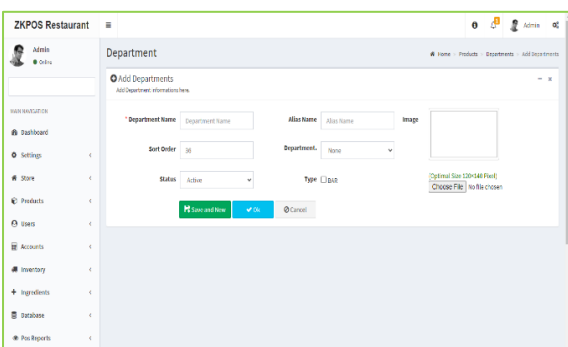 ZKPOS Restaurant
Admin
Admin
Online
Department
Home > Products > Departments > Add Departments
Add Departments
Add Department informations here.
MAIN NAVIGATION
Dashboard
Settings
Store
Products
Users
Accounts
Inventory
Ingredients
Database
Pos Reports
* Department Name
Department Name
Alias Name
Alias Name
Image
Sort Order
Department.
None
Status
Active
Type
BAR
(Optimal Size 120×140 Pixel)
Choose File No file chosen
Save and New
Ok
Cancel